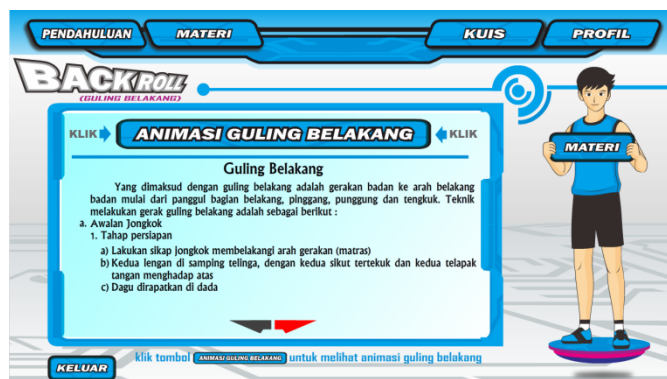 PENDAHULUAN MATERI KUIS PROFIL
BACK ROLL
(GULING BELAKANG)
KLIK ANIMASI GULING BELAKANG KLIK
MATERI
Guling Belakang
Yang dimaksud dengan guling belakang adalah gerakan badan ke arah belakang
badan mulai dari panggul bagian belakang, pinggang, punggung dan tengkuk. Teknik
melakukan gerak guling belakang adalah sebagai berikut :
a. Awalan Jongkok
1. Tahap persiapan
a) Lakukan sikap jongkok membelakangi arah gerakan (matras)
b) Kedua lengan di samping telinga, dengan kedua sikut tertekuk dan kedua telapak
tangan menghadap atas
c) Dagu dirapatkan di dada
klik tombol ANIMASI GULING BELAKANG untuk melihat animasi guling belakang
KELUAR